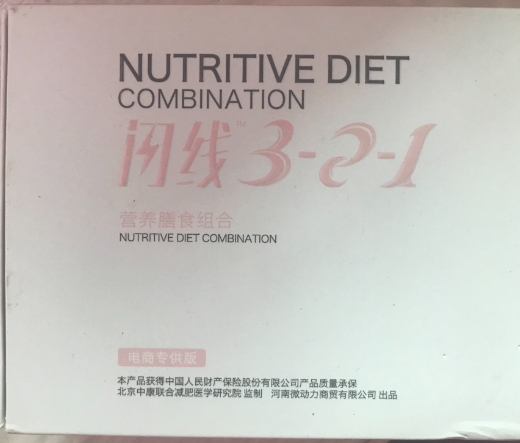 NUTRITIVE DIET
COMBINATION
闪线™3-2-1
营养膳食组合
NUTRITIVE DIET COMBINATION
电商专供版
本产品获得中国人民财产保险股份有限公司产品质量承保
北京中康联合减肥医学研究院 监制 河南微动力商贸有限公司 出品